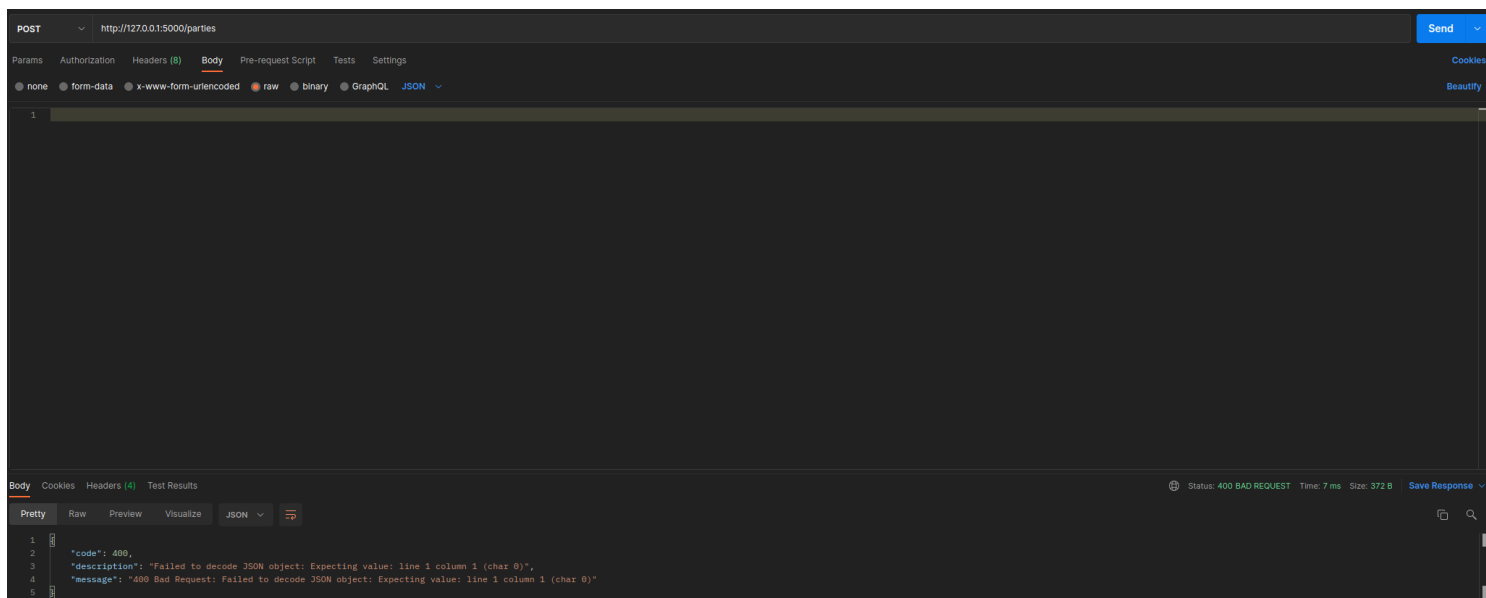 POST http://127.0.0.1:5000/parties Send
Params Authorization Headers (8) Body Pre-request Script Tests Settings Cookies
none form-data x-www-form-urlencoded raw binary GraphQL JSON Beautify
1
Body Cookies Headers (4) Test Results Status: 400 BAD REQUEST Time: 7 ms Size: 372 B Save Response
Pretty Raw Preview Visualize JSON
1 {
2 "code": 400,
3 "description": "Failed to decode JSON object: Expecting value: line 1 column 1 (char 0)",
4 "message": "400 Bad Request: Failed to decode JSON object: Expecting value: line 1 column 1 (char 0)"
5 }